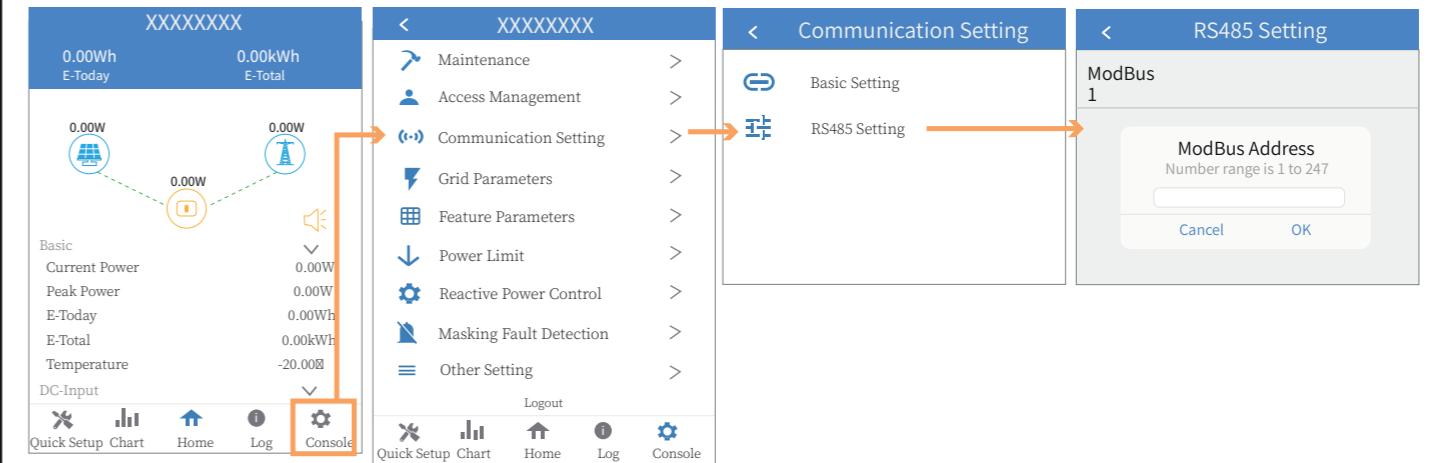 XXXXXXXX
0.00Wh 0.00kWh
E-Today E-Total
0.00W 0.00W
0.00W
Basic
Current Power 0.00W
Peak Power 0.00W
E-Today 0.00Wh
E-Total 0.00kWh
Temperature -20.00
DC-Input
Quick Setup Chart Home Log Console
< XXXXXXXX
Maintenance >
Access Management >
Communication Setting >
Grid Parameters >
Feature Parameters >
Power Limit >
Reactive Power Control >
Masking Fault Detection >
Other Setting >
Logout
Quick Setup Chart Home Log Console
< Communication Setting
Basic Setting
RS485 Setting
< RS485 Setting
ModBus
1
ModBus Address
Number range is 1 to 247
Cancel OK